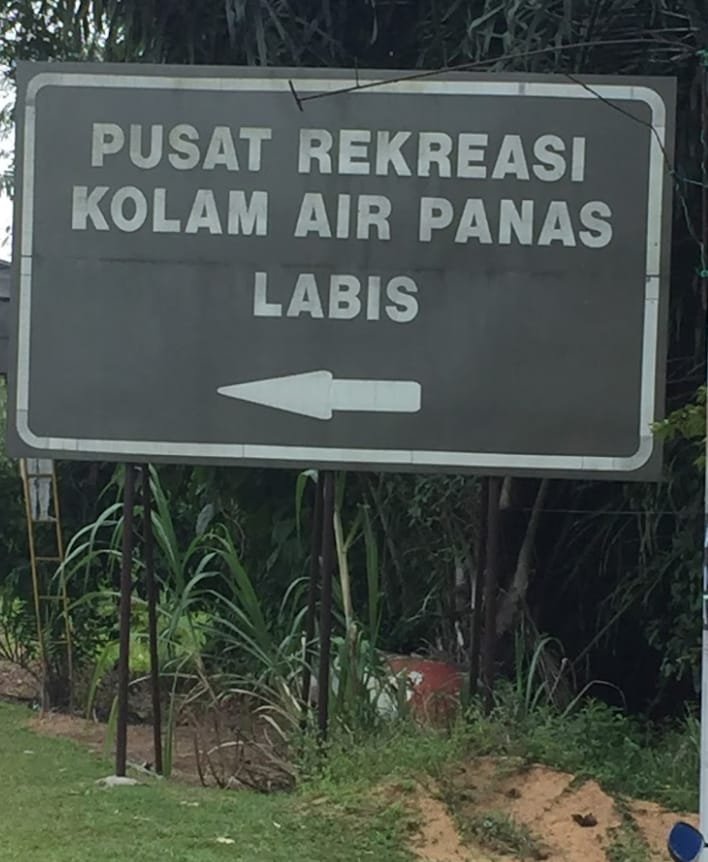 PUSAT REKREASI
KOLAM AIR PANAS
LABIS